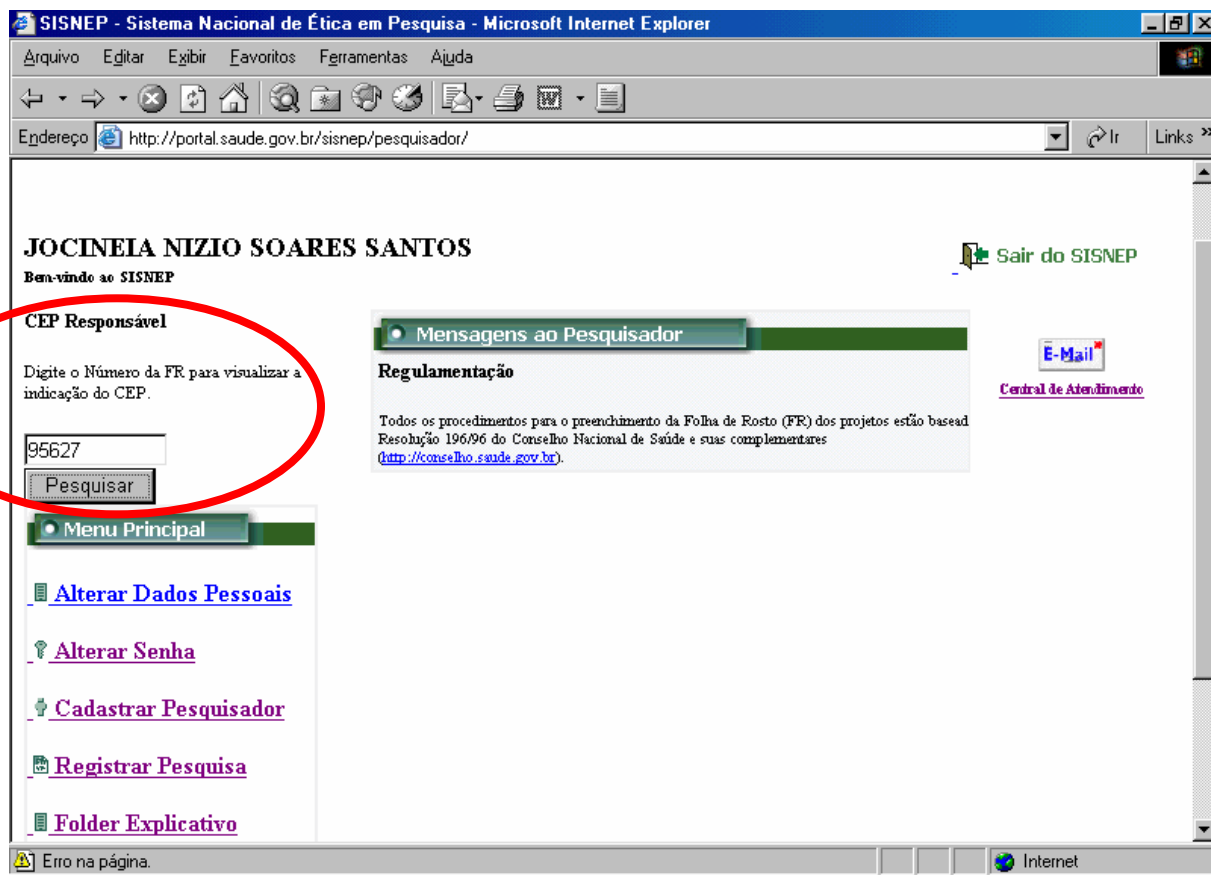 SISNEP - Sistema Nacional de Ética em Pesquisa - Microsoft Internet Explorer
Arquivo Editar Exibir Favoritos Ferramentas Ajuda
Endereço http://portal.saude.gov.br/sisnep/pesquisador/ Ir Links »
JOCINEIA NIZIO SOARES SANTOS
Bem-vindo ao SISNEP
Sair do SISNEP
CEP Responsável
Digite o Número da FR para visualizar a
indicação do CEP.
95627
Pesquisar
Mensagens ao Pesquisador
Regulamentação
Todos os procedimentos para o preenchimento da Folha de Rosto (FR) dos projetos estão basead
Resolução 196/96 do Conselho Nacional de Saúde e suas complementares
(http://conselho.saude.gov.br).
E-Mail
Central de Atendimento
Menu Principal
Alterar Dados Pessoais
Alterar Senha
Cadastrar Pesquisador
Registrar Pesquisa
Folder Explicativo
Erro na página. Internet